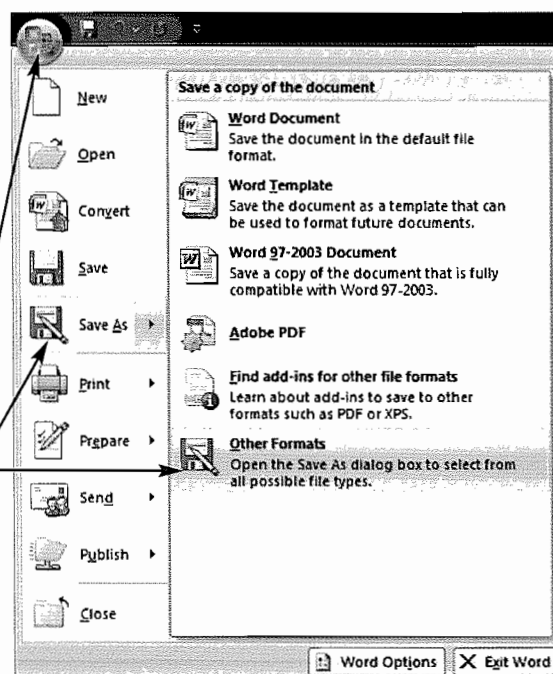 New
Open
Convert
Save
Save As
Print
Prepare
Send
Publish
Close
Save a copy of the document
Word Document
Save the document in the default file
format.
Word Template
Save the document as a template that can
be used to format future documents.
Word 97-2003 Document
Save a copy of the document that is fully
compatible with Word 97-2003.
Adobe PDF
Find add-ins for other file formats
Learn about add-ins to save to other
formats such as PDF or XPS.
Other Formats
Open the Save As dialog box to select from
all possible file types.
Word Options
Exit Word